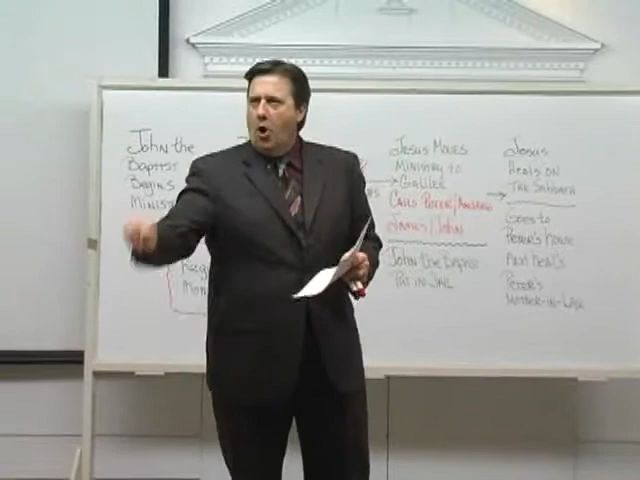 John the
Baptist
Begins
Jesus Moves
Ministry to
Galilee
Calls Peter/Andrew
James/John
John the Baptist
Put in Jail
Jesus
Heals on
The Sabbath
Goes to
Peter's House
And Heal's
Peter's
Mother-in-Law